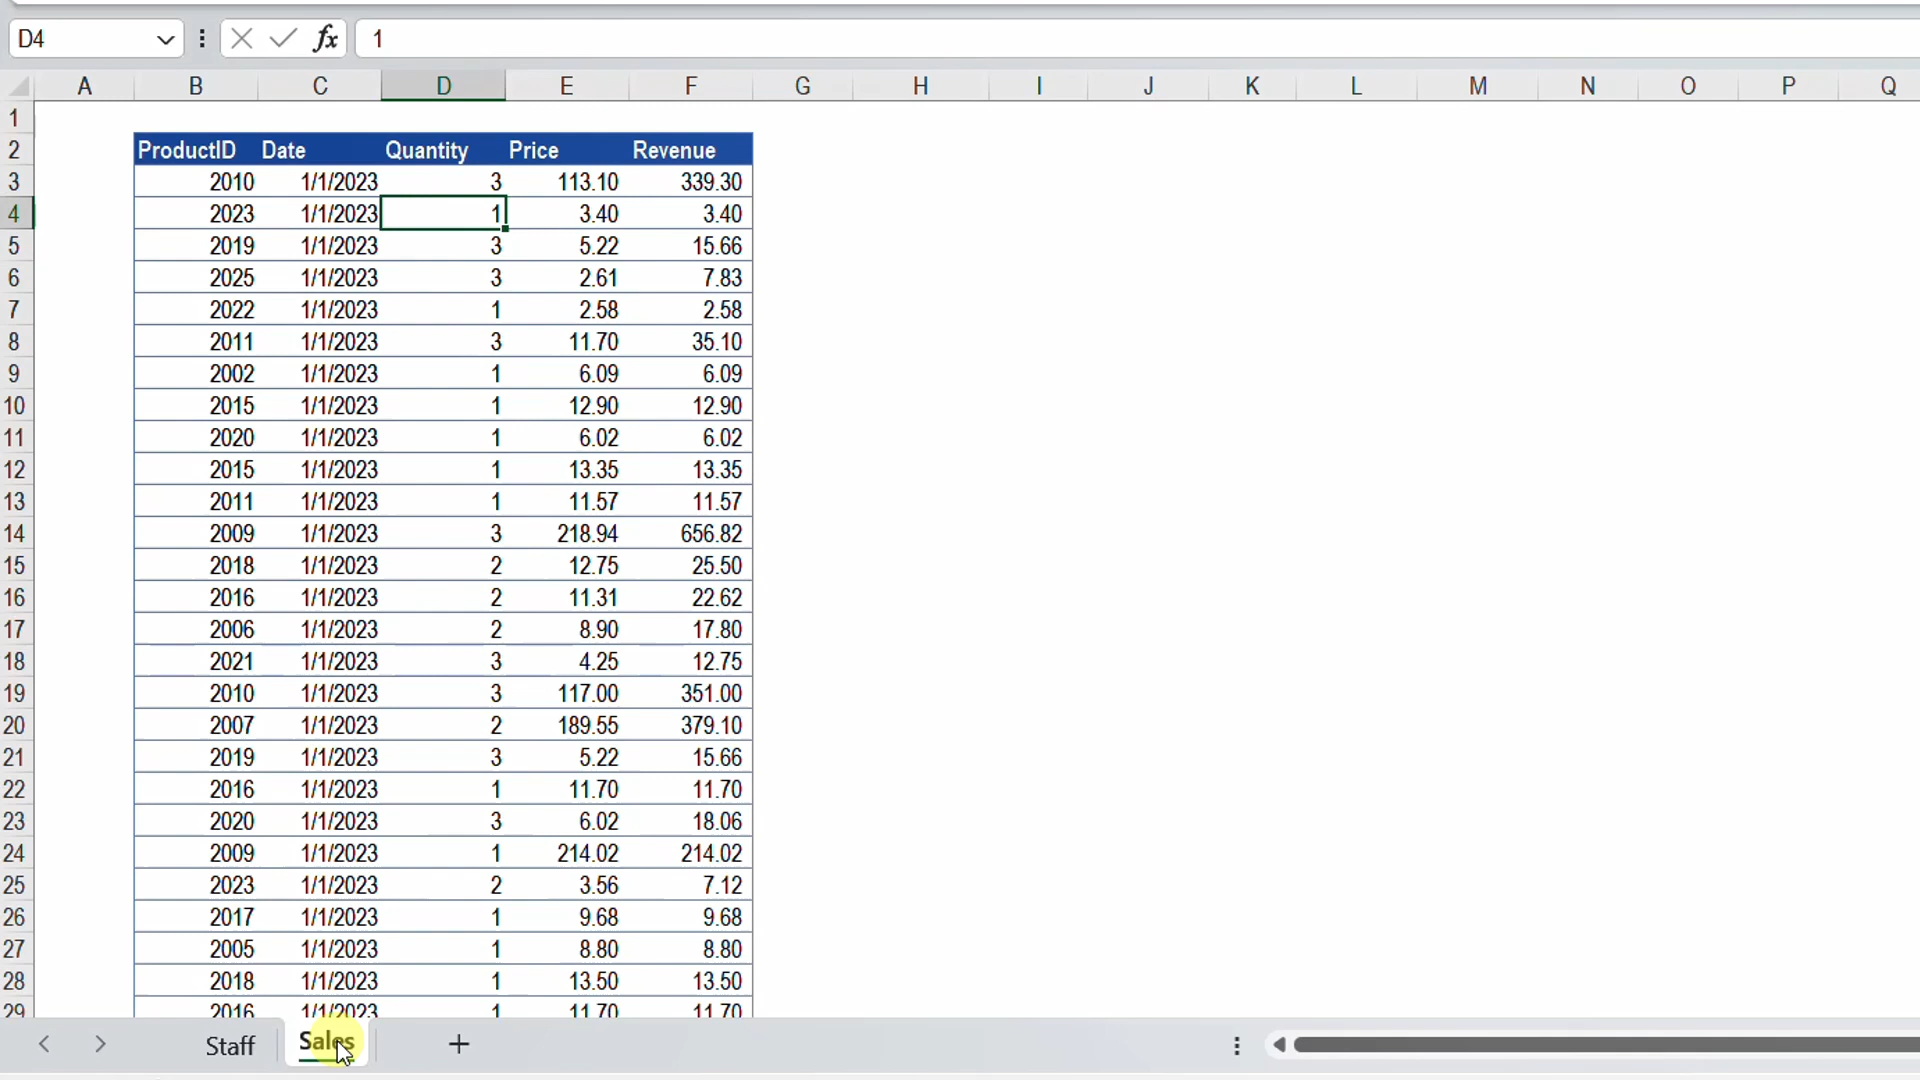 D4 fx 1
A B C D E F G H I J K L M N O P Q
1
2 ProductID Date Quantity Price Revenue
3 2010 1/1/2023 3 113.10 339.30
4 2023 1/1/2023 1 3.40 3.40
5 2019 1/1/2023 3 5.22 15.66
6 2025 1/1/2023 3 2.61 7.83
7 2022 1/1/2023 1 2.58 2.58
8 2011 1/1/2023 3 11.70 35.10
9 2002 1/1/2023 1 6.09 6.09
10 2015 1/1/2023 1 12.90 12.90
11 2020 1/1/2023 1 6.02 6.02
12 2015 1/1/2023 1 13.35 13.35
13 2011 1/1/2023 1 11.57 11.57
14 2009 1/1/2023 3 218.94 656.82
15 2018 1/1/2023 2 12.75 25.50
16 2016 1/1/2023 2 11.31 22.62
17 2006 1/1/2023 2 8.90 17.80
18 2021 1/1/2023 3 4.25 12.75
19 2010 1/1/2023 3 117.00 351.00
20 2007 1/1/2023 2 189.55 379.10
21 2019 1/1/2023 3 5.22 15.66
22 2016 1/1/2023 1 11.70 11.70
23 2020 1/1/2023 3 6.02 18.06
24 2009 1/1/2023 1 214.02 214.02
25 2023 1/1/2023 2 3.56 7.12
26 2017 1/1/2023 1 9.68 9.68
27 2005 1/1/2023 1 8.80 8.80
28 2018 1/1/2023 1 13.50 13.50
29 2016 1/1/2023 1 11.70 11.70
Staff Sales